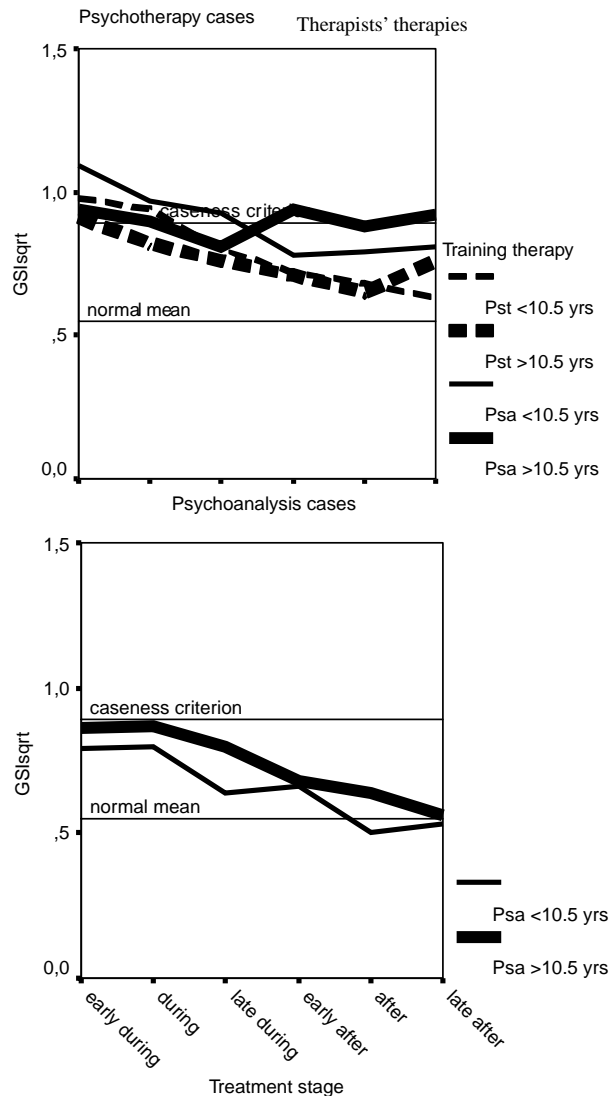 Psychotherapy cases
Therapists' therapies
1,5
1,0
,5
0,0
GSIsqrt
caseness criterion
normal mean
Training therapy
Pst <10.5 yrs
Pst >10.5 yrs
Psa <10.5 yrs
Psa >10.5 yrs
Psychoanalysis cases
1,5
1,0
,5
0,0
GSIsqrt
caseness criterion
normal mean
Psa <10.5 yrs
Psa >10.5 yrs
early during
during
late during
early after
after
late after
Treatment stage